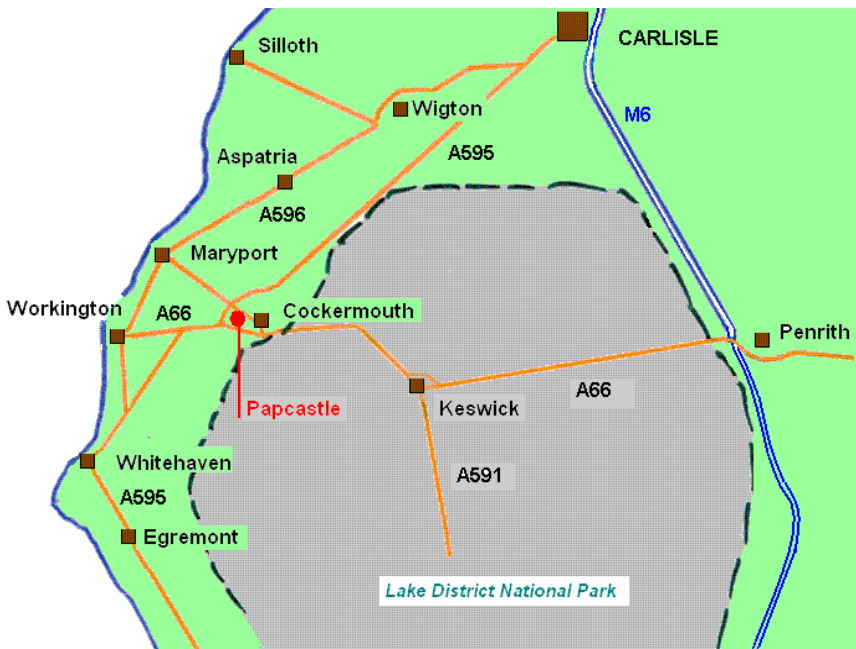 Silloth
CARLISLE
Wigton
M6
Aspatria
A595
A596
Maryport
Workington
A66
Cockermouth
Penrith
Papcastle
Keswick
A66
Whitehaven
A591
A595
Egremont
Lake District National Park